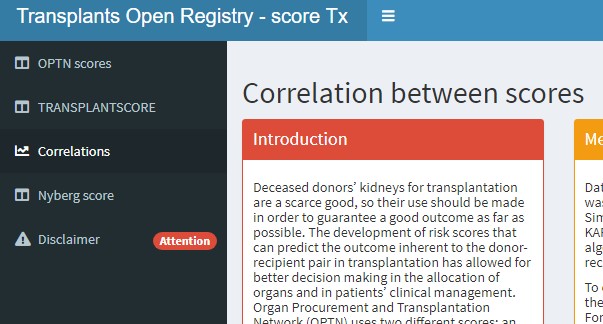 Transplants Open Registry - score Tx
OPTN scores
TRANSPLANTSCORE
Correlations
Nyberg score
Disclaimer
Attention
Correlation between scores
Introduction
Deceased donors’ kidneys for transplantation
are a scarce good, so their use should be made
in order to guarantee a good outcome as far as
possible. The development of risk scores that
can predict the outcome inherent to the donor-
recipient pair in transplantation has allowed for
better decision making in the allocation of
organs and in patients’ clinical management.
Organ Procurement and Transplantation
Network (OPTN) uses two different scores: an
Me
Dat
was
Sim
KAR
alg
rec
To
the
For